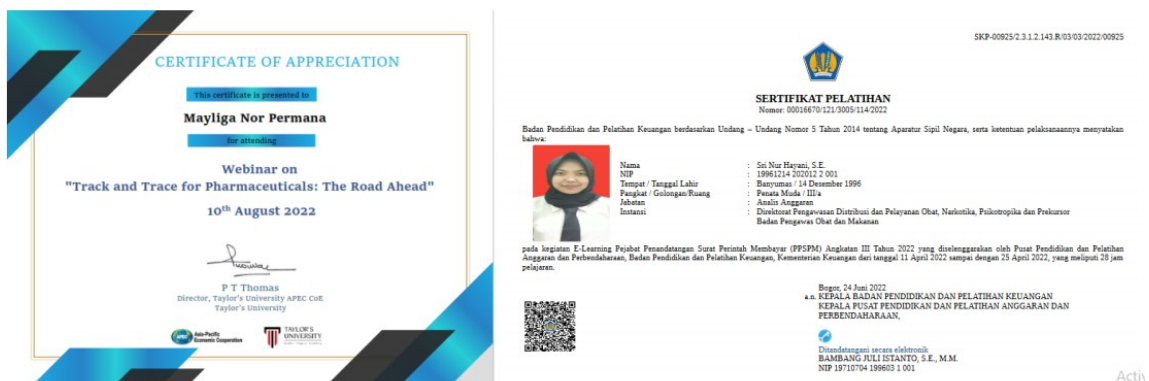 CERTIFICATE OF APPRECIATION
This certificate is presented to
Mayliga Nor Permana
for attending
Webinar on
"Track and Trace for Pharmaceuticals: The Road Ahead"
10th August 2022
P T Thomas
Director, Taylor's University APEC CoE
Taylor's University
Asia-Pacific
Economic Cooperation
TAYLOR'S
UNIVERSITY
SKP-00925/2.3.1.2.143.R/03/03/2022/00925
SERTIFIKAT PELATIHAN
Nomor: 00016670/121/3005/114/2022
Badan Pendidikan dan Pelatihan Keuangan berdasarkan Undang – Undang Nomor 5 Tahun 2014 tentang Aparatur Sipil Negara, serta ketentuan pelaksanaannya menyatakan
bahwa:
Nama : Sri Nur Hayani, S.E.
NIP : 19961214 202012 2 001
Tempat / Tanggal Lahir : Banyumas / 14 Desember 1996
Pangkat / Golongan/Ruang : Penata Muda / III/a
Jabatan : Analis Anggaran
Instansi : Direktorat Pengawasan Distribusi dan Pelayanan Obat, Narkotika, Psikotropika dan Prekursor
Badan Pengawas Obat dan Makanan
pada kegiatan E-Learning Pejabat Penandatangan Surat Perintah Membayar (PPSPM) Angkatan III Tahun 2022 yang diselenggarakan oleh Pusat Pendidikan dan Pelatihan
Anggaran dan Perbendaharaan, Badan Pendidikan dan Pelatihan Keuangan, Kementerian Keuangan dari tanggal 11 April 2022 sampai dengan 25 April 2022, yang meliputi 28 jam
pelajaran.
Bogor, 24 Juni 2022
a.n. KEPALA BADAN PENDIDIKAN DAN PELATIHAN KEUANGAN
KEPALA PUSAT PENDIDIKAN DAN PELATIHAN ANGGARAN DAN
PERBENDAHARAAN,
Ditandatangani secara elektronik
BAMBANG JULI ISTANTO, S.E., M.M.
NIP 19710704 199603 1 001
Activ